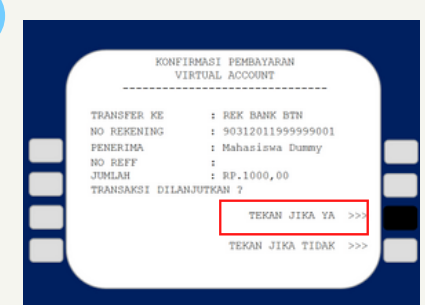 KONFIRMASI PEMBAYARAN
VIRTUAL ACCOUNT
------------------------------
TRANSFER KE : REK BANK BTN
NO REKENING : 90312011999999001
PENERIMA : Mahasiswa Dummy
NO REFF :
JUMLAH : RP.1000,00
TRANSAKSI DILANJUTKAN ?
TEKAN JIKA YA >>>
TEKAN JIKA TIDAK >>>